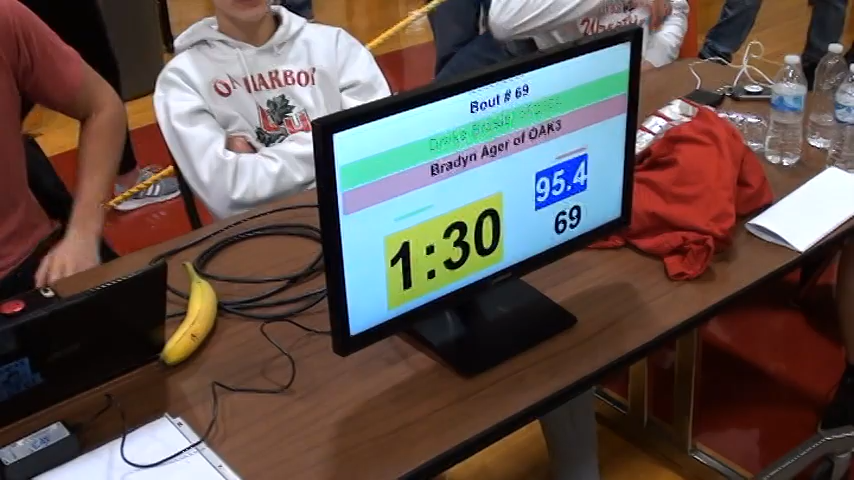 OAK HARBOR
Bout # 69
Bradyn Ager of OAK3
95.4
1:30
69